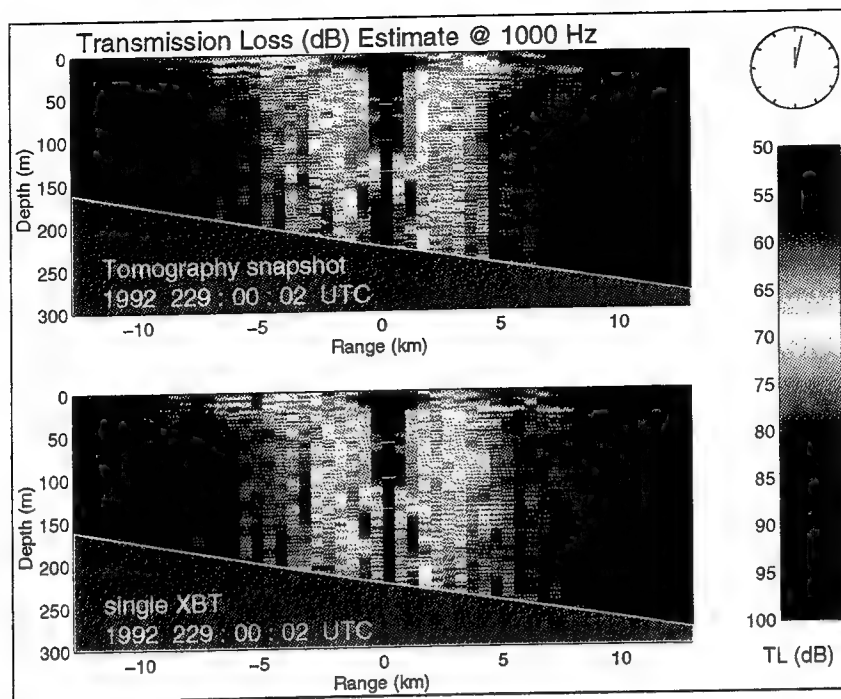 Transmission Loss (dB) Estimate @ 1000 Hz
0
50
100
150
200
250
300
Depth (m)
Tomography snapshot
1992 229 : 00 : 02 UTC
−10 −5 0 5 10
Range (km)
0
50
100
150
200
250
300
Depth (m)
single XBT
1992 229 : 00 : 02 UTC
−10 −5 0 5 10
Range (km)
50
55
60
65
70
75
80
85
90
95
100
TL (dB)